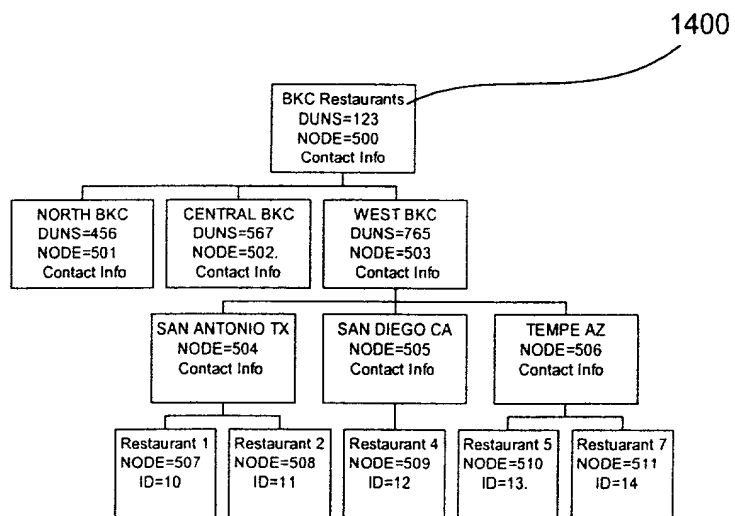 1400
BKC Restaurants
DUNS=123
NODE=500
Contact Info
NORTH BKC
DUNS=456
NODE=501
Contact Info
CENTRAL BKC
DUNS=567
NODE=502.
Contact Info
WEST BKC
DUNS=765
NODE=503
Contact Info
SAN ANTONIO TX
NODE=504
Contact Info
SAN DIEGO CA
NODE=505
Contact Info
TEMPE AZ
NODE=506
Contact Info
Restaurant 1
NODE=507
ID=10
Restaurant 2
NODE=508
ID=11
Restaurant 4
NODE=509
ID=12
Restaurant 5
NODE=510
ID=13.
Restuarant 7
NODE=511
ID=14